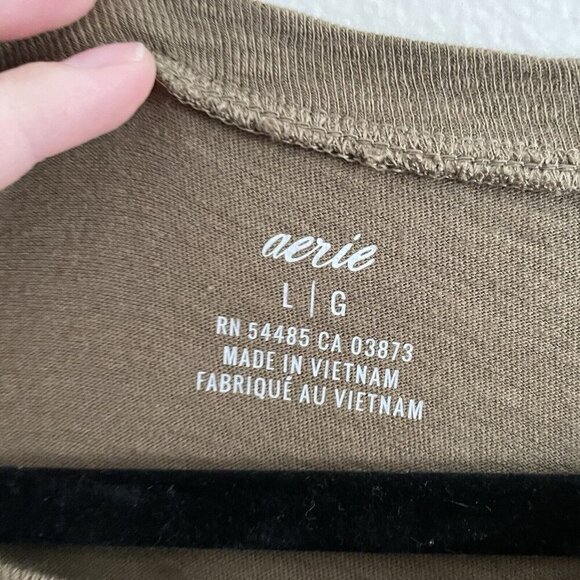 aerie
L | G
RN 54485 CA 03873
MADE IN VIETNAM
FABRIQUÉ AU VIETNAM